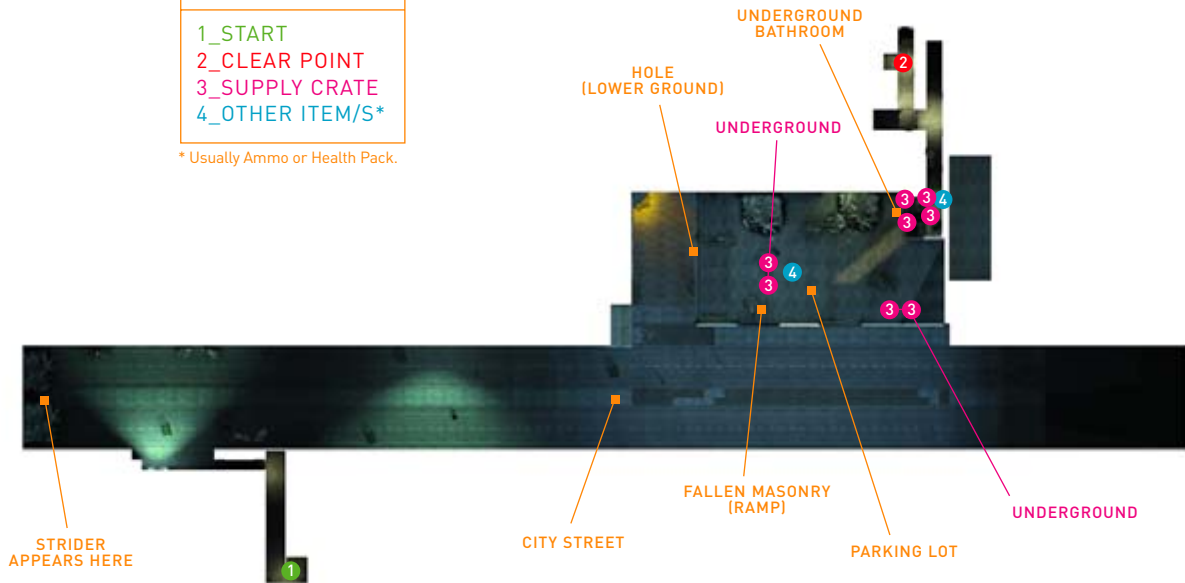 1_START
2_CLEAR POINT
3_SUPPLY CRATE
4_OTHER ITEM/S*
* Usually Ammo or Health Pack.
UNDERGROUND
BATHROOM
HOLE
(LOWER GROUND)
UNDERGROUND
2
3
3
4
3
3
3
4
3
3
3
FALLEN MASONRY
(RAMP)
UNDERGROUND
CITY STREET
PARKING LOT
STRIDER
APPEARS HERE
1